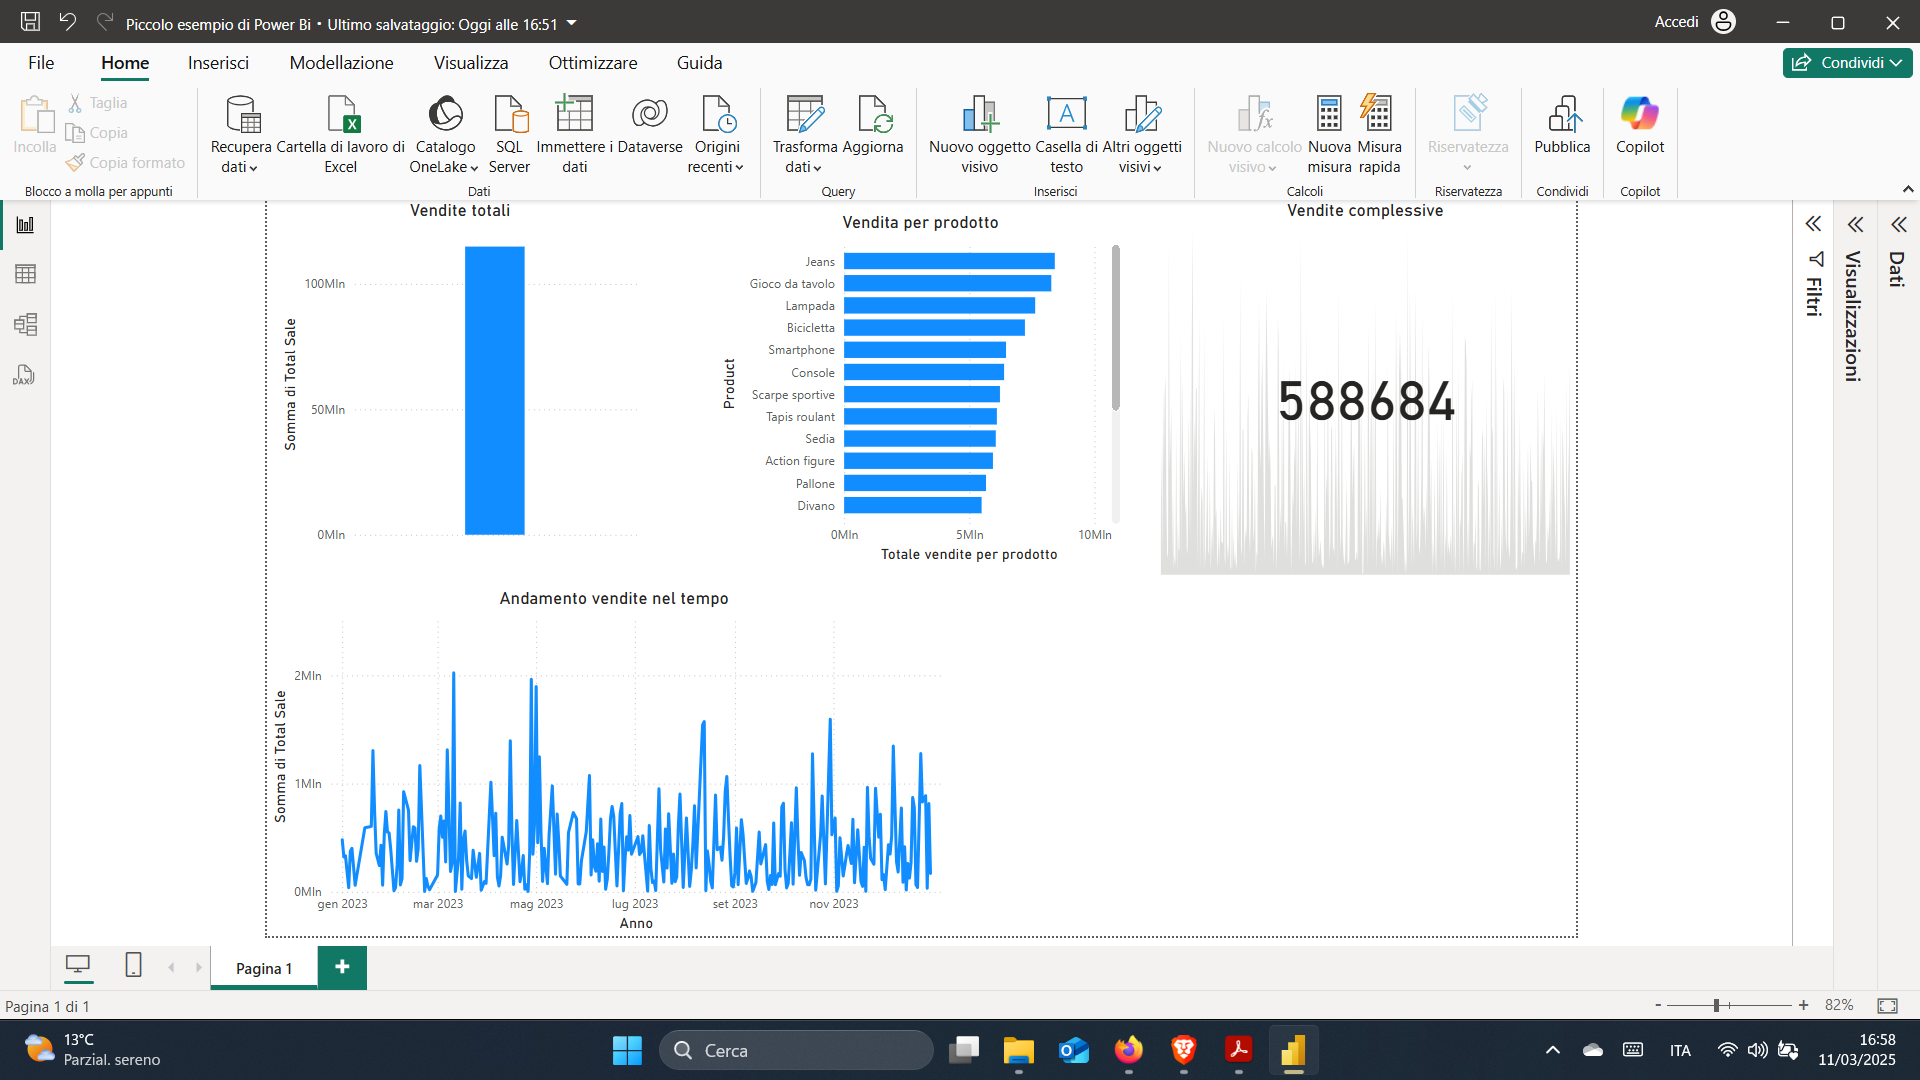 Piccolo esempio di Power Bi • Ultimo salvataggio: Oggi alle 16:51
Accedi
File
Home
Inserisci
Modellazione
Visualizza
Ottimizzare
Guida
Condividi
Incolla
Taglia
Copia
Copia formato
Blocco a molla per appunti
Recupera dati
Cartella di lavoro di Excel
Catalogo OneLake
SQL Server
Immettere i dati
Dataverse
Origini recenti
Dati
Trasforma dati
Aggiorna
Query
Nuovo oggetto visivo
Casella di testo
A
Altri oggetti visivi
Inserisci
Nuovo calcolo visivo
fx
Nuova misura
Misura rapida
Calcoli
Riservatezza
Riservatezza
Pubblica
Condividi
Copilot
Copilot
DAX
Vendite totali
Somma di Total Sale
100Mln
50Mln
0Mln
Vendita per prodotto
Product
Jeans
Gioco da tavolo
Lampada
Bicicletta
Smartphone
Console
Scarpe sportive
Tapis roulant
Sedia
Action figure
Pallone
Divano
0Mln
5Mln
10Mln
Totale vendite per prodotto
Vendite complessive
588684
Filtri
Visualizzazioni
Dati
Andamento vendite nel tempo
Somma di Total Sale
2Mln
1Mln
0Mln
gen 2023
mar 2023
mag 2023
lug 2023
set 2023
nov 2023
Anno
Pagina 1
Pagina 1 di 1
- + 82%
13°C
Parzial. sereno
Cerca
ITA
16:58
11/03/2025